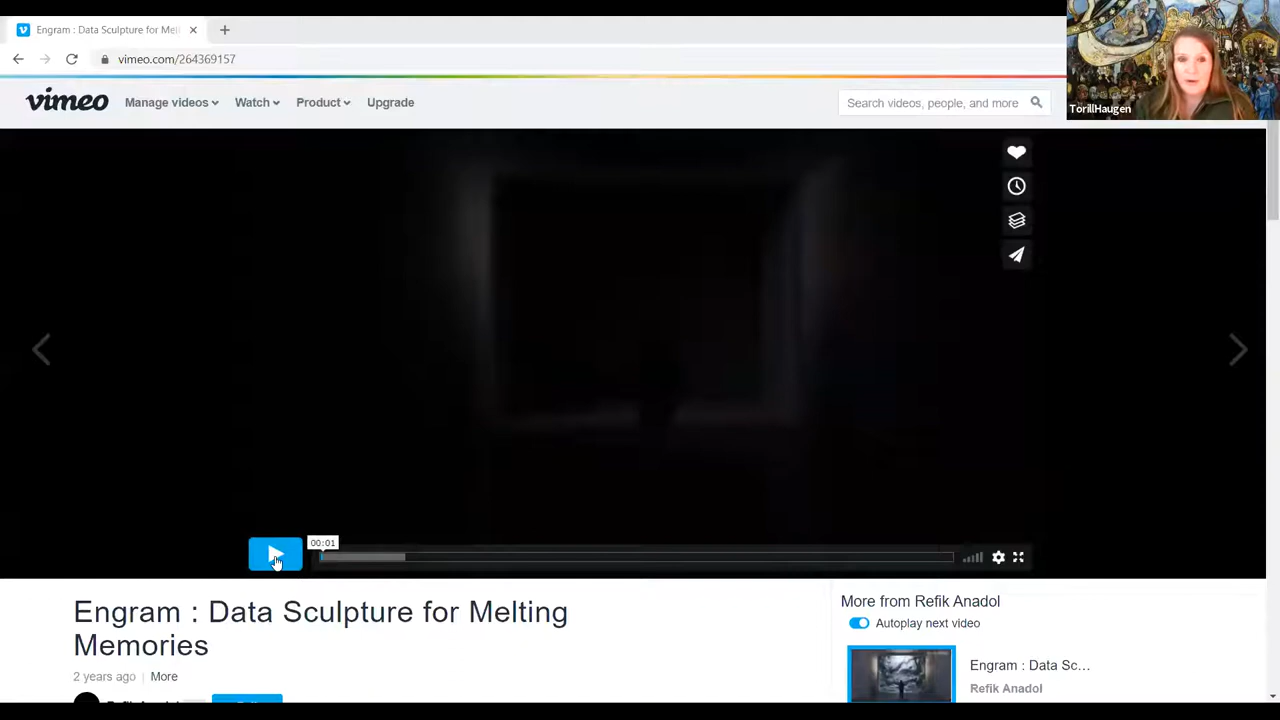 Engram : Data Sculpture for Mel
vimeo.com/264369157
TorillHaugen
vimeo
Manage videos Watch Product Upgrade
Search videos, people, and more
00:01
Engram : Data Sculpture for Melting
Memories
2 years ago More
More from Refik Anadol
Autoplay next video
Engram : Data Sc...
Refik Anadol